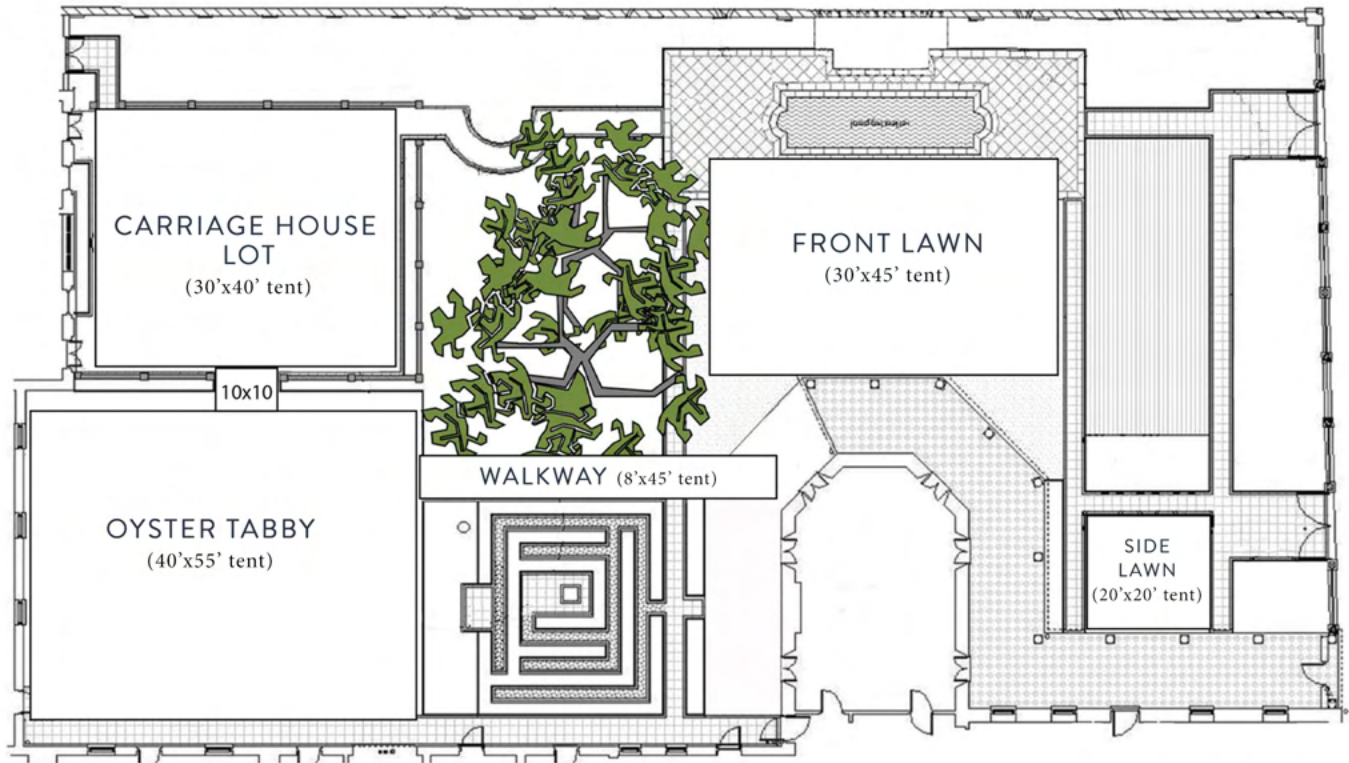 CARRIAGE HOUSE
LOT
(30'x40' tent)
FRONT LAWN
(30'x45' tent)
10x10
WALKWAY (8'x45' tent)
OYSTER TABBY
(40'x55' tent)
SIDE
LAWN
(20'x20' tent)